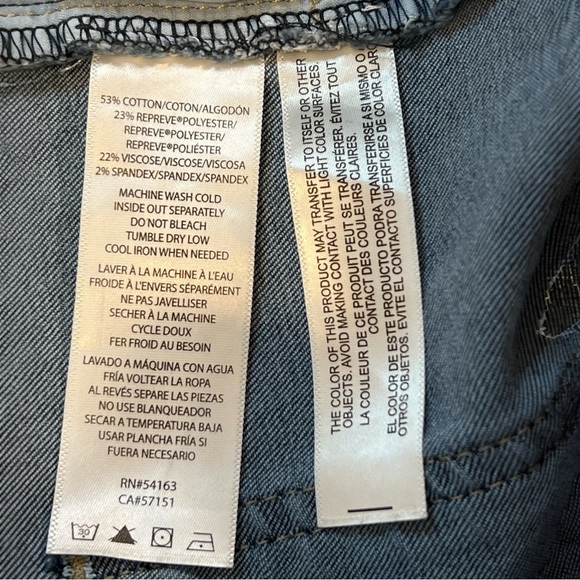 53% COTTON/COTON/ALGODÓN
23% REPREVE®POLYESTER/
REPREVE®POLYESTER/
REPREVE®POLIÉSTER
22% VISCOSE/VISCOSE/VISCOSA
2% SPANDEX/SPANDEX/SPANDEX
MACHINE WASH COLD
INSIDE OUT SEPARATELY
DO NOT BLEACH
TUMBLE DRY LOW
COOL IRON WHEN NEEDED
LAVER À LA MACHINE À L'EAU
FROIDE À L'ENVERS SÉPARÉMENT
NE PAS JAVELLISER
SECHER À LA MACHINE
CYCLE DOUX
FER FROID AU BESOIN
LAVADO A MÁQUINA CON AGUA
FRÍA VOLTEAR LA ROPA
AL REVÉS SEPARE LAS PIEZAS
NO USE BLANQUEADOR
SECAR A TEMPERATURA BAJA
USAR PLANCHA FRÍA SI
FUERA NECESARIO
RN#54163
CA#57151
30
THE COLOR OF THIS PRODUCT MAY TRANSFER TO ITSELF OR OTHER
OBJECTS. AVOID MAKING CONTACT WITH LIGHT COLOR SURFACES.
LA COULEUR DE CE PRODUIT PEUT SE TRANSFÉRER. ÉVITEZ TOUT
CONTACT DES COULEURS CLAIRES.
EL COLOR DE ESTE PRODUCTO PODRA TRANSFERIRSE A SI MISMO O
OTROS OBJETOS. EVITE EL CONTACTO SUPERFICIES DE COLOR CLARO